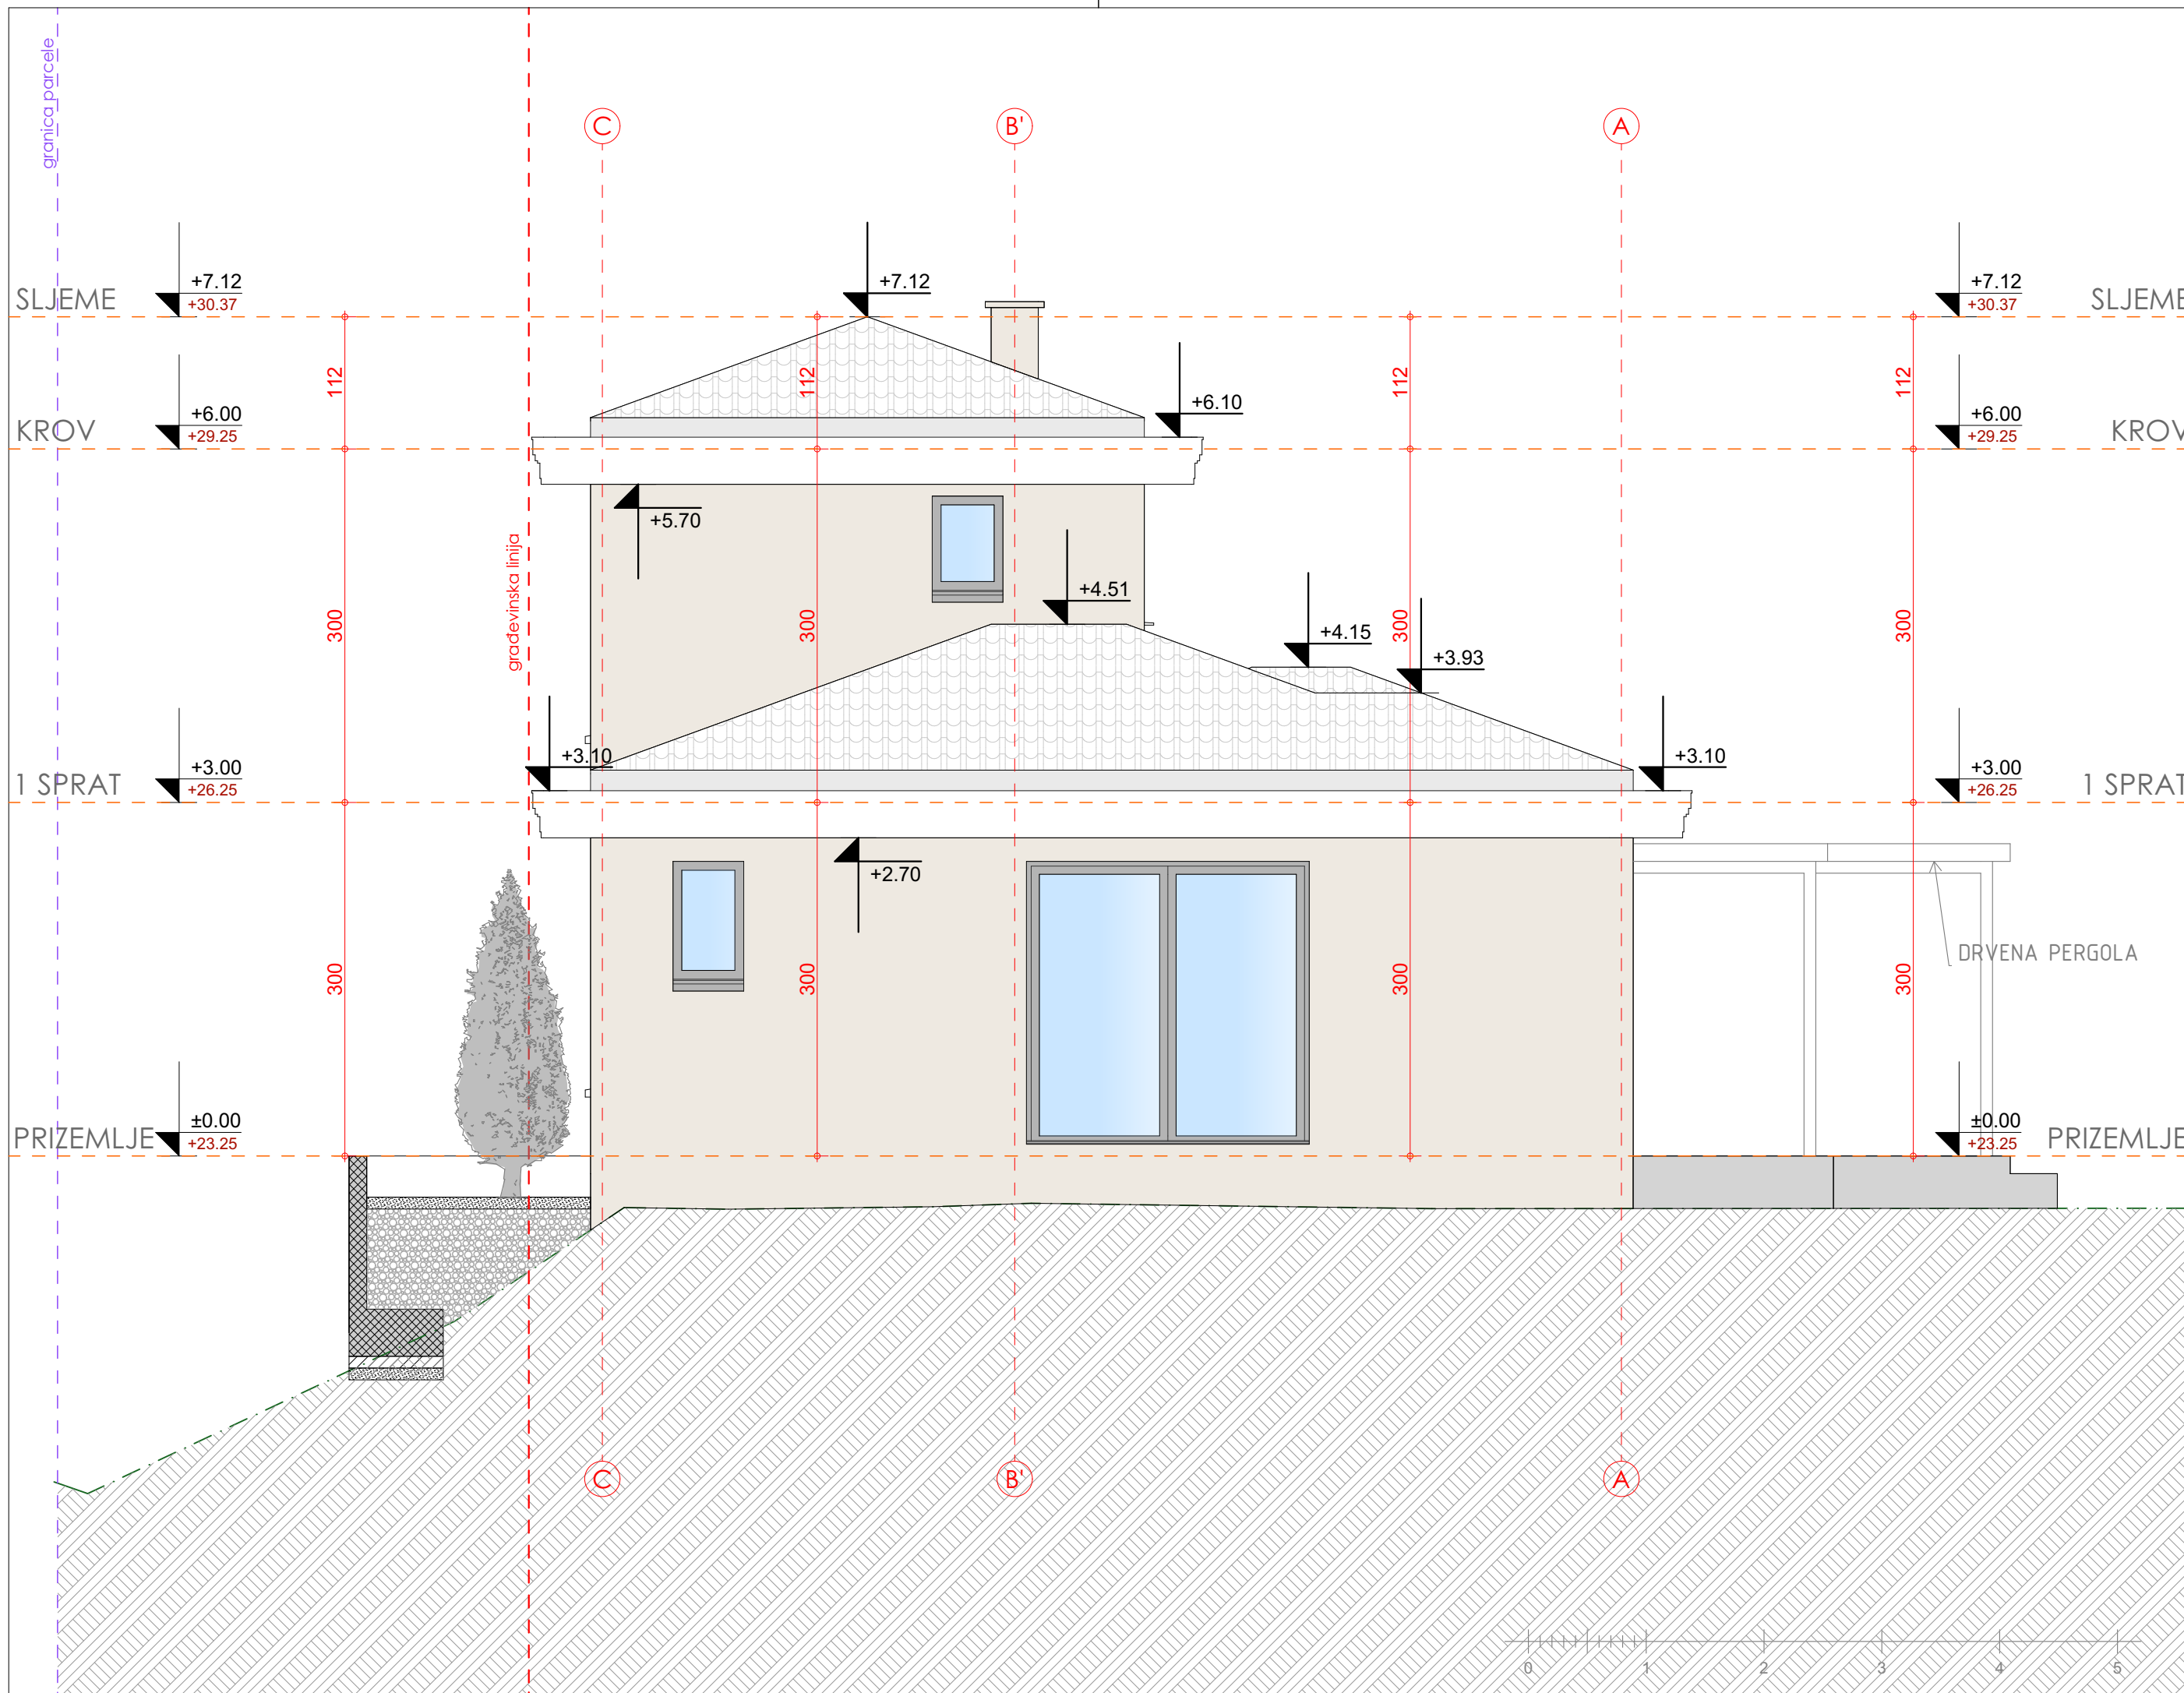 granica parcele
C
B'
A
SLJEME
+7.12
+30.37
+7.12
+7.12
+30.37
SLJEME
112
112
112
112
KROV
+6.00
+29.25
+6.10
+6.00
+29.25
KROV
+5.70
građevinska linija
+4.51
300
300
300
300
+4.15
+3.93
+3.10
+3.10
1 SPRAT
+3.00
+26.25
+3.00
+26.25
1 SPRAT
+2.70
DRVENA PERGOLA
300
300
300
300
PRIZEMLJE
±0.00
+23.25
±0.00
+23.25
PRIZEMLJE
C
B'
A
0
1
2
3
4
5